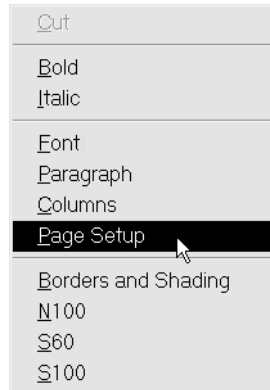 Cut
Bold
Italic
Font
Paragraph
Columns
Page Setup
Borders and Shading
N100
S60
S100